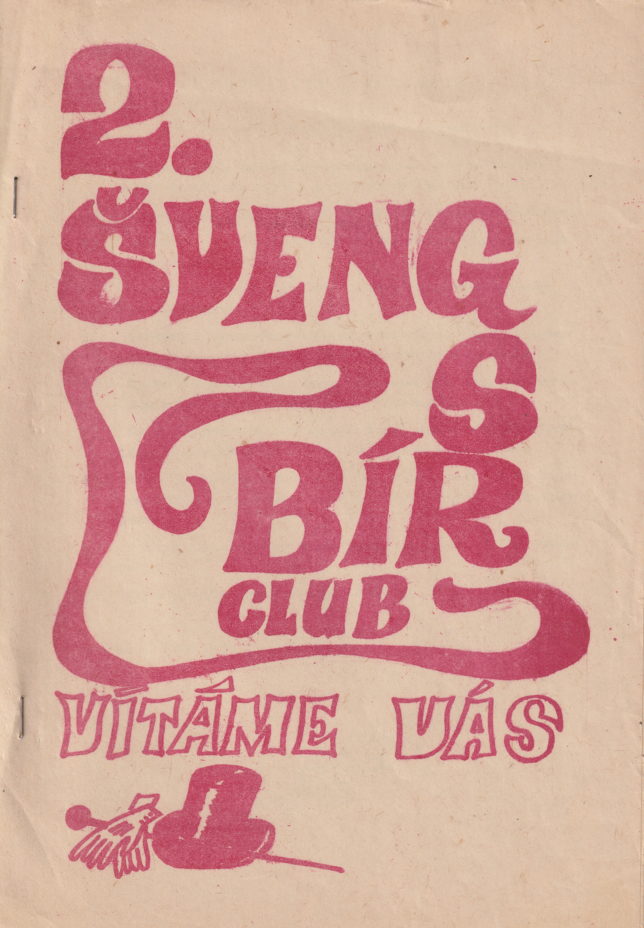 2.
ŠVENG
S
BÍR
CLUB
VÍTÁME VÁS